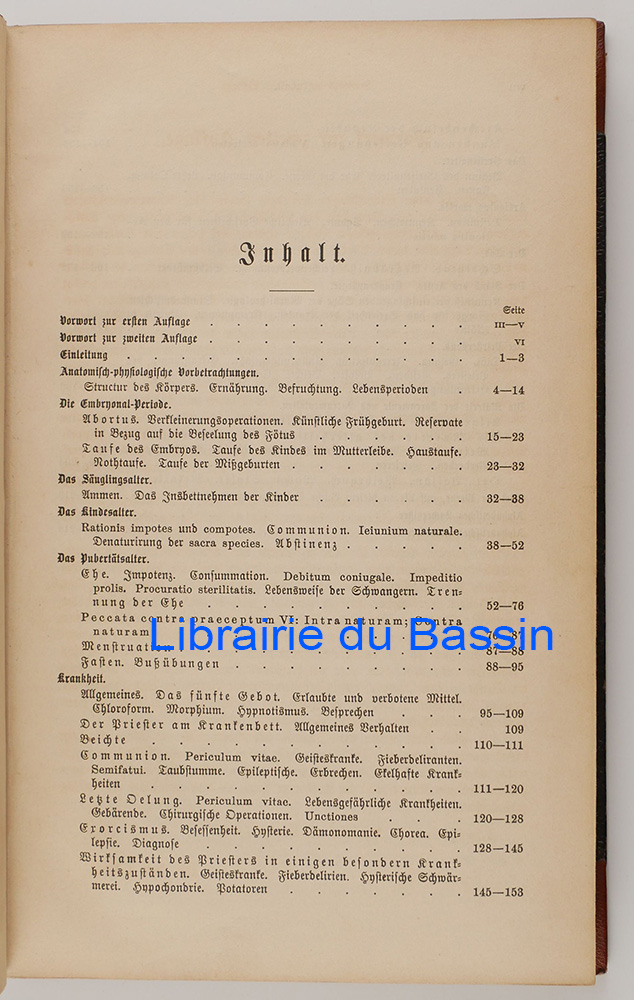 Inhalt.
Seite
Vorwort zur ersten Auflage . . . . . . . . . III—V
Vorwort zur zweiten Auflage . . . . . . . . . VI
Einleitung . . . . . . . . . . . . 1—3
Anatomisch-physiologische Vorbetrachtungen.
Structur des Körpers. Ernährung. Befruchtung. Lebensperioden . 4—14
Die Embryonal-Periode.
Abortus. Verkleinerungsoperationen. Künstliche Frühgeburt. Reservate
in Bezug auf die Beseelung des Fötus . . . . . . 15—23
Taufe des Embryos. Taufe des Kindes im Mutterleibe. Haustaufe.
Nothtaufe. Taufe der Mißgeburten . . . . . . . 23—32
Das Säuglingsalter.
Ammen. Das Insbettnehmen der Kinder . . . . . . 32—38
Das Kindesalter.
Rationis impotes und compotes. Communion. Ieiunium naturale.
Denaturirung der sacra species. Abstinenz . . . . . 38—52
Das Pubertätsalter.
Ehe. Impotenz. Consummation. Debitum coniugale. Impeditio
prolis. Procuratio sterilitatis. Lebensweise der Schwangern. Tren-
nung der Ehe . . . . . . . . . . 52—76
Peccata contra praeceptum VI: Intra naturam; Contra
naturam . . . . . . . . . . 76—87
Librairie du Bassin
Menstruation . . . . . . . . . . 87—88
Fasten. Bußübungen . . . . . . . . . 88—95
Krankheit.
Allgemeines. Das fünfte Gebot. Erlaubte und verbotene Mittel.
Chloroform. Morphium. Hypnotismus. Besprechen . . . 95—109
Der Priester am Krankenbett. Allgemeines Verhalten . . 109
Beichte . . . . . . . . . . . . 110—111
Communion. Periculum vitae. Geisteskranke. Fieberdeliranten.
Semifatui. Taubstumme. Epileptische. Erbrechen. Ekelhafte Krank-
heiten . . . . . . . . . . . . 111—120
Letzte Oelung. Periculum vitae. Lebensgefährliche Krankheiten.
Gebärende. Chirurgische Operationen. Unctiones . . . 120—128
Exorcismus. Besessenheit. Hysterie. Dämonomanie. Chorea. Epi-
lepsie. Diagnose . . . . . . . . . . 128—145
Wirksamkeit des Priesters in einigen besondern Krank-
heitszuständen. Geisteskranke. Fieberdelirien. Hysterische Schwär-
merei. Hypochondrie. Potatoren . . . . . . . 145—153